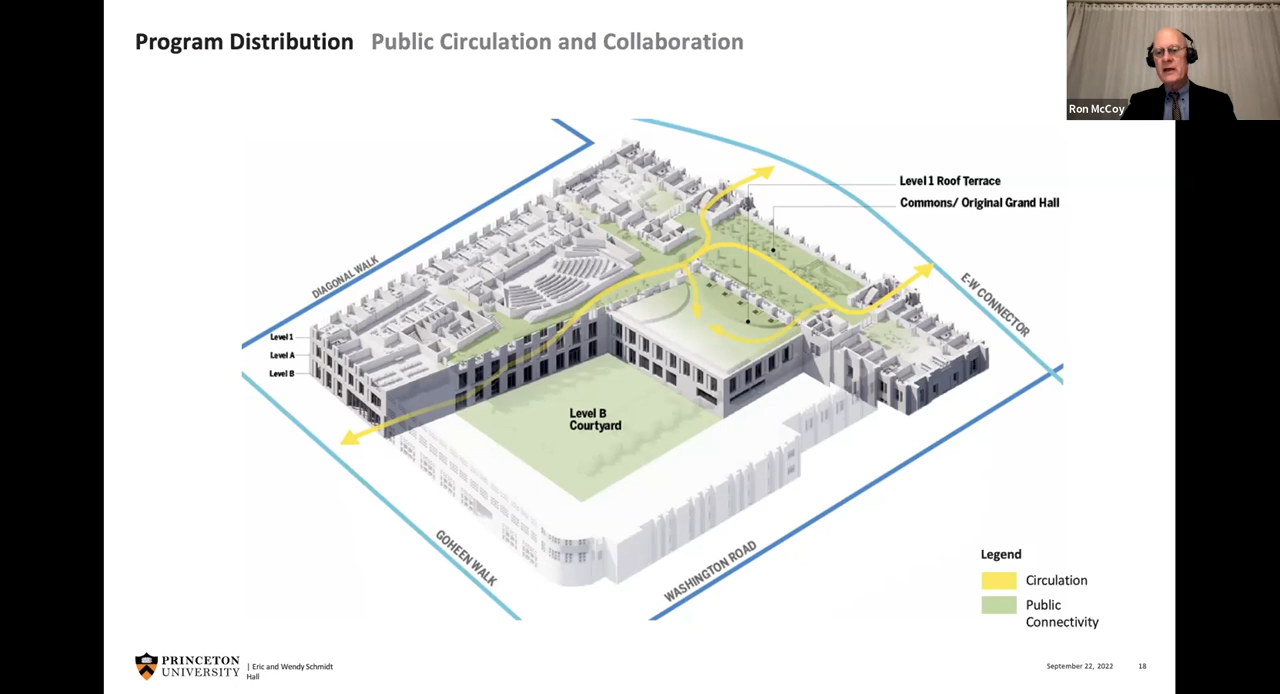 Program Distribution Public Circulation and Collaboration
Ron McCoy
Level 1 Roof Terrace
Commons/ Original Grand Hall
DIAGONAL WALK
E-W CONNECTOR
Level 1
Level A
Level B
Level B
Courtyard
GOHEEN WALK
WASHINGTON ROAD
Legend
Circulation
Public
Connectivity
PRINCETON
UNIVERSITY
| Eric and Wendy Schmidt
Hall
September 22, 2022 18